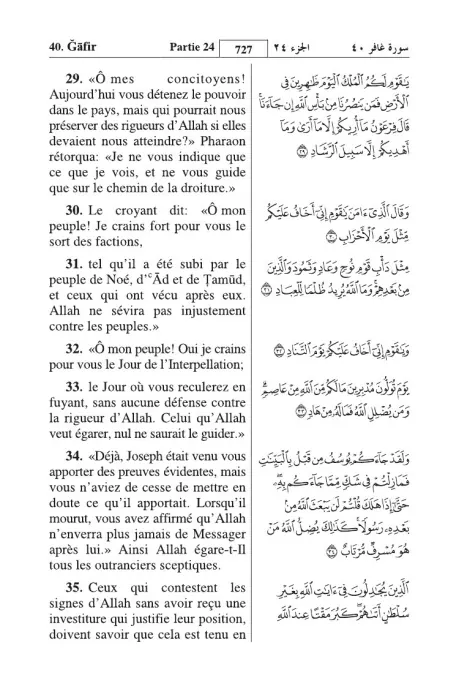 40. Ğāfir
Partie 24
727
الجزء ٢٤
سورة غافر ٤٠
29. «Ô mes concitoyens!
Aujourd’hui vous détenez le pouvoir
dans le pays, mais qui pourrait nous
préserver des rigueurs d’Allah si elles
devaient nous atteindre?» Pharaon
rétorqua: «Je ne vous indique que
ce que je vois, et ne vous guide
que sur le chemin de la droiture.»
30. Le croyant dit: «Ô mon
peuple! Je crains fort pour vous le
sort des factions,
31. tel qu’il a été subi par le
peuple de Noé, d’ᶜĀd et de Ṭamūd,
et ceux qui ont vécu après eux.
Allah ne sévira pas injustement
contre les peuples.»
32. «Ô mon peuple! Oui je crains
pour vous le Jour de l’Interpellation;
33. le Jour où vous reculerez en
fuyant, sans aucune défense contre
la rigueur d’Allah. Celui qu’Allah
veut égarer, nul ne saurait le guider.»
34. «Déjà, Joseph était venu vous
apporter des preuves évidentes, mais
vous n’aviez de cesse de mettre en
doute ce qu’il apportait. Lorsqu’il
mourut, vous avez affirmé qu’Allah
n’enverra plus jamais de Messager
après lui.» Ainsi Allah égare-t-Il
tous les outranciers sceptiques.
35. Ceux qui contestent les
signes d’Allah sans avoir reçu une
investiture qui justifie leur position,
doivent savoir que cela est tenu en
يَٰقَوْمِ لَكُمُ ٱلْمُلْكُ ٱلْيَوْمَ ظَٰهِرِينَ فِى
ٱلْأَرْضِ فَمَن يَنصُرُنَا مِنۢ بَأْسِ ٱللَّهِ إِن جَآءَنَا ۚ
قَالَ فِرْعَوْنُ مَآ أُرِيكُمْ إِلَّا مَآ أَرَىٰ وَمَآ
أَهْدِيكُمْ إِلَّا سَبِيلَ ٱلرَّشَادِ ٢٩
وَقَالَ ٱلَّذِىٓ ءَامَنَ يَٰقَوْمِ إِنِّىٓ أَخَافُ عَلَيْكُم
مِّثْلَ يَوْمِ ٱلْأَحْزَابِ ٣٠
مِثْلَ دَأْبِ قَوْمِ نُوحٍ وَعَادٍ وَثَمُودَ وَٱلَّذِينَ
مِنۢ بَعْدِهِمْ ۚ وَمَا ٱللَّهُ يُرِيدُ ظُلْمًا لِّلْعِبَادِ ٣١
وَيَٰقَوْمِ إِنِّىٓ أَخَافُ عَلَيْكُمْ يَوْمَ ٱلتَّنَادِ ٣٢
يَوْمَ تُوَلُّونَ مُدْبِرِينَ مَا لَكُم مِّنَ ٱللَّهِ مِنْ عَاصِمٍ ۗ
وَمَن يُضْلِلِ ٱللَّهُ فَمَا لَهُۥ مِنْ هَادٍ ٣٣
وَلَقَدْ جَآءَكُمْ يُوسُفُ مِن قَبْلُ بِٱلْبَيِّنَٰتِ
فَمَا زِلْتُمْ فِى شَكٍّ مِّمَّا جَآءَكُم بِهِۦ ۖ
حَتَّىٰٓ إِذَا هَلَكَ قُلْتُمْ لَن يَبْعَثَ ٱللَّهُ مِنۢ
بَعْدِهِۦ رَسُولًا ۚ كَذَٰلِكَ يُضِلُّ ٱللَّهُ مَنْ
هُوَ مُسْرِفٌ مُّرْتَابٌ ٣٤
ٱلَّذِينَ يُجَٰدِلُونَ فِىٓ ءَايَٰتِ ٱللَّهِ بِغَيْرِ
سُلْطَٰنٍ أَتَىٰهُمْ ۖ كَبُرَ مَقْتًا عِندَ ٱللَّهِ